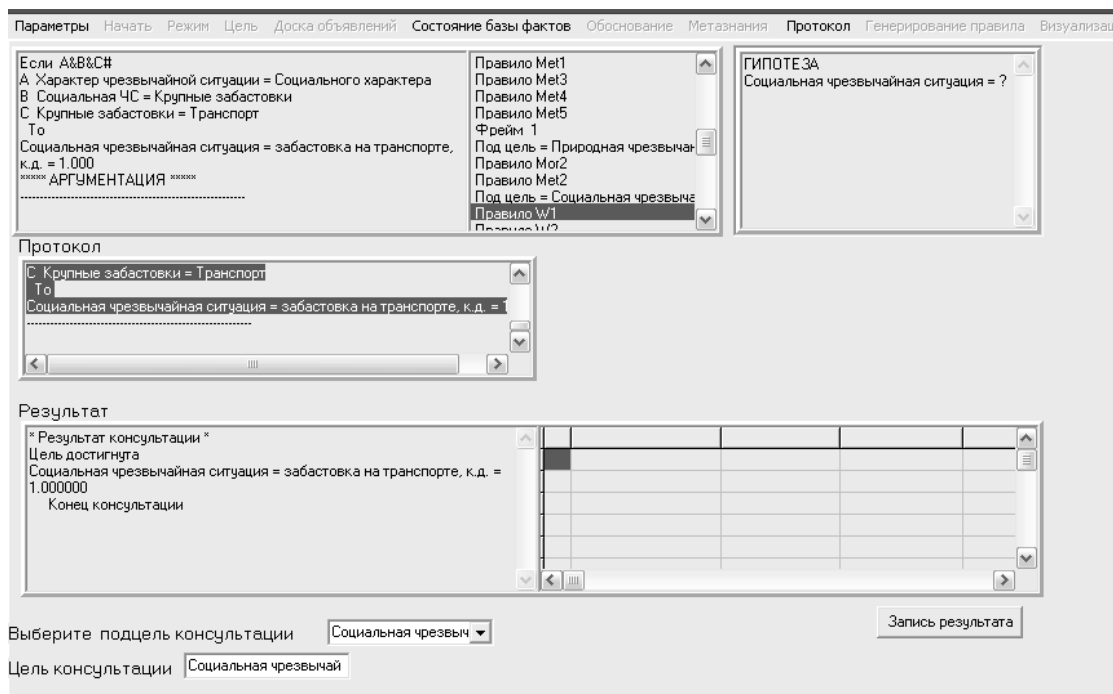 Параметры Начать Режим Цель Доска объявлений Состояние базы фактов Обоснование Метазнания Протокол Генерирование правила Визуализац
Если A&B&C#
A Характер чрезвычайной ситуации = Социального характера
B Социальная ЧС = Крупные забастовки
C Крупные забастовки = Транспорт
То
Социальная чрезвычайная ситуация = забастовка на транспорте,
к.д. = 1.000
***** АРГУМЕНТАЦИЯ *****
Правило Met1
Правило Met3
Правило Met4
Правило Met5
Фрейм 1
Под цель = Природная чрезвычан
Правило Mor2
Правило Met2
Под цель = Социальная чрезвыча
Правило W1
Правило W2
ГИПОТЕЗА
Социальная чрезвычайная ситуация = ?
Протокол
C Крупные забастовки = Транспорт
То
Социальная чрезвычайная ситуация = забастовка на транспорте, к.д. = 1
Результат
* Результат консультации *
Цель достигнута
Социальная чрезвычайная ситуация = забастовка на транспорте, к.д. =
1.000000
Конец консультации
Запись результата
Выберите подцель консультации Социальная чрезвыч
Цель консультации Социальная чрезвычай